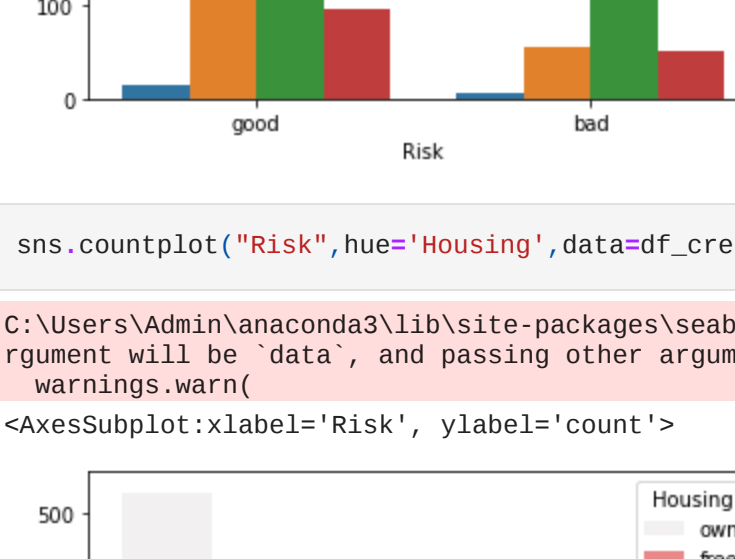 100
0
good bad
Risk
sns.countplot("Risk",hue='Housing',data=df_cre
C:\Users\Admin\anaconda3\lib\site-packages\seab
rgument will be `data`, and passing other argum
warnings.warn(
<AxesSubplot:xlabel='Risk', ylabel='count'>
Housing
500
own
free